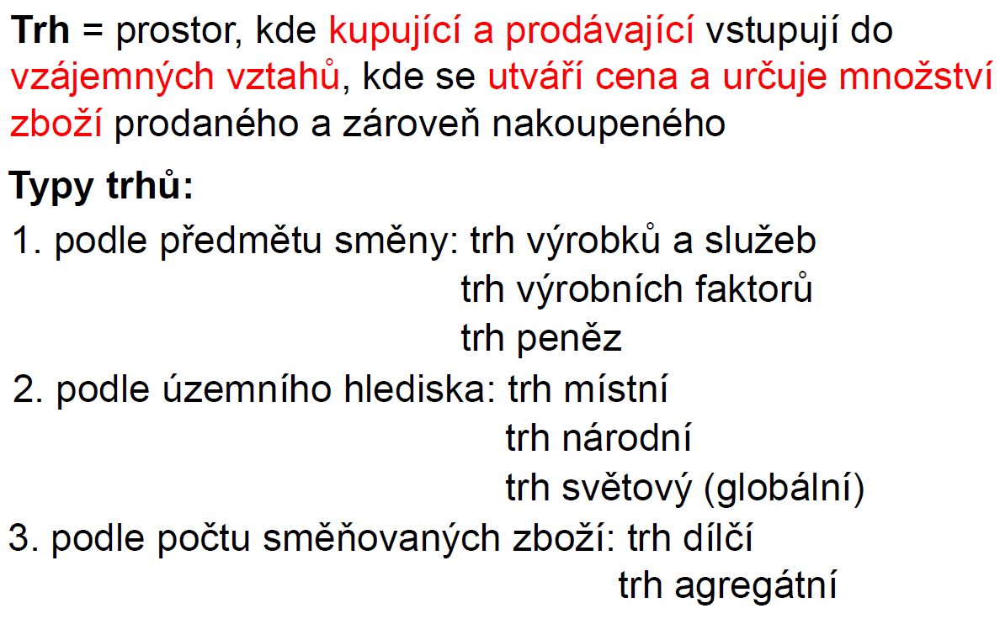 Trh = prostor, kde kupující a prodávající vstupují do
vzájemných vztahů, kde se utváří cena a určuje množství
zboží prodaného a zároveň nakoupeného
Typy trhů:
1. podle předmětu směny: trh výrobků a služeb
trh výrobních faktorů
trh peněz
2. podle územního hlediska: trh místní
trh národní
trh světový (globální)
3. podle počtu směňovaných zboží: trh dílčí
trh agregátní